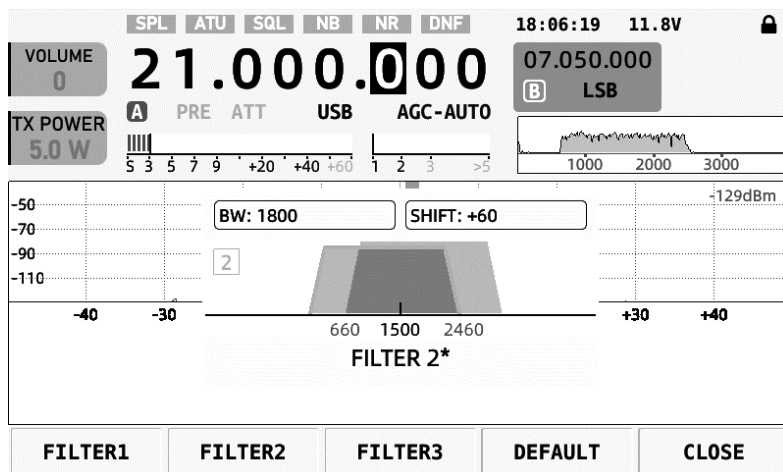 SPL ATU SQL NB NR DNF 18:06:19 11.8V
VOLUME
0
21.000.000
07.050.000
B LSB
A PRE ATT USB AGC-AUTO
TX POWER
5.0 W
S 3 5 7 9 +20 +40 +60 1 2 3 >5
1000 2000 3000
-129dBm
-50
-70
-90
-110
BW: 1800 SHIFT: +60
2
-40 -30 +30 +40
660 1500 2460
FILTER 2*
FILTER1 FILTER2 FILTER3 DEFAULT CLOSE